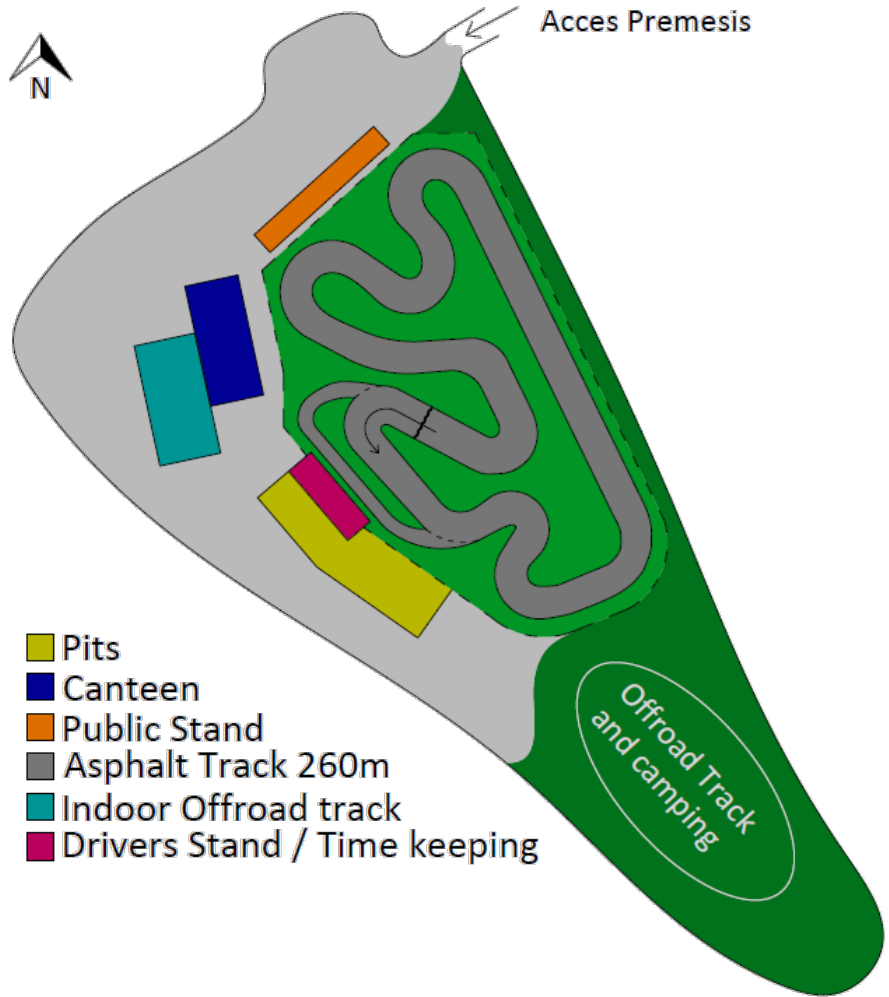 Acces Premesis
N
Pits
Canteen
Public Stand
Asphalt Track 260m
Indoor Offroad track
Drivers Stand / Time keeping
Offroad Track
and camping